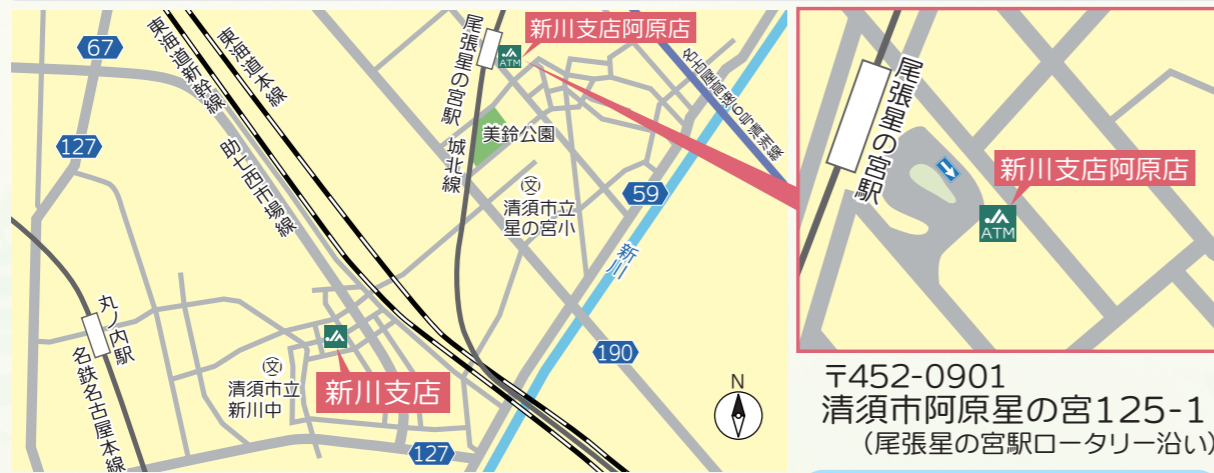 新川支店阿原店
ATM
尾張星の宮駅
城北線
67
東海道新幹線
東海道本線
名古屋高速6号清洲線
127
助七西市場線
美鈴公園
文
清須市立
星の宮小
59
新川
丸ノ内駅
名鉄名古屋本線
文
清須市立
新川中
新川支店
190
127
N
尾張星の宮駅
新川支店阿原店
ATM
〒452-0901
清須市阿原星の宮125-1
（尾張星の宮駅ロータリー沿い）